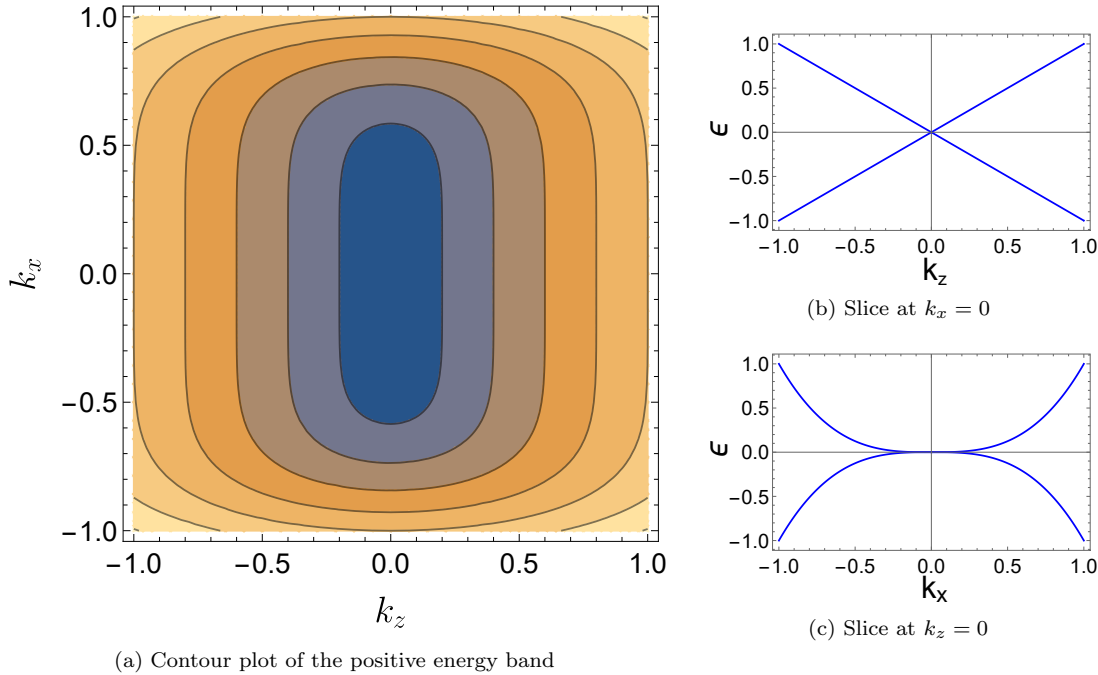 1.0
0.5
0.0
−0.5
−1.0
k_x
−1.0 −0.5 0.0 0.5 1.0
k_z
(a) Contour plot of the positive energy band
1.0
0.5
0.0
−0.5
−1.0
ϵ
−1.0 −0.5 0.0 0.5 1.0
k_z
(b) Slice at k_x = 0
1.0
0.5
0.0
−0.5
−1.0
ϵ
−1.0 −0.5 0.0 0.5 1.0
k_x
(c) Slice at k_z = 0